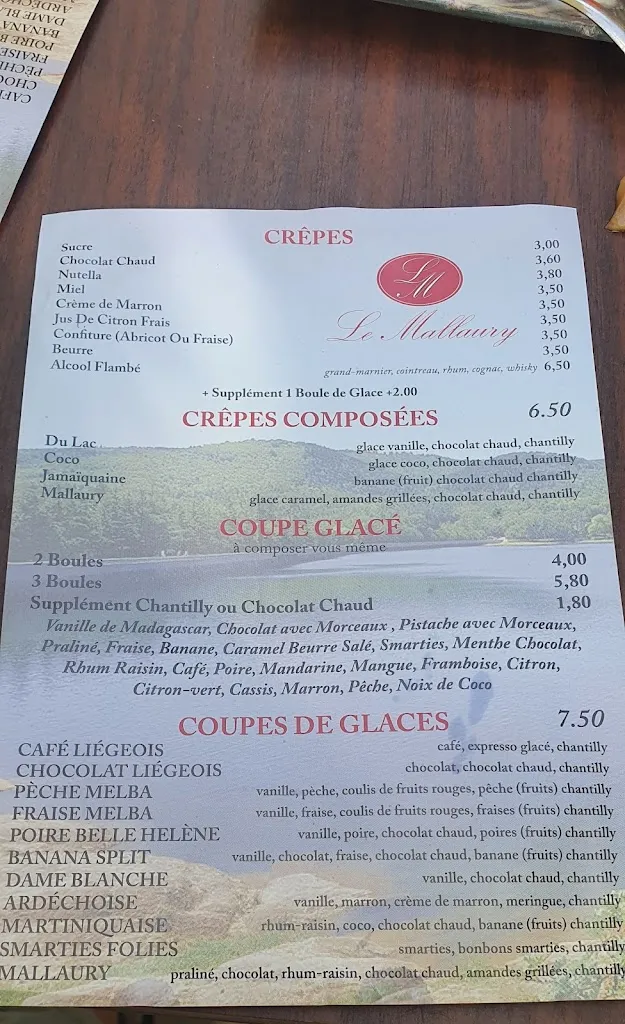 ARDÈCH
DAME BL
BANANA
POIRE B
FRAISE
PÊCHE
CHOC
CAFÉ
CRÊPES
Sucre 3,00
Chocolat Chaud 3,60
Nutella 3,80
Miel 3,50
Crème de Marron 3,50
Jus De Citron Frais 3,50
Confiture (Abricot Ou Fraise) 3,50
Beurre 3,50
Alcool Flambé grand-marnier, cointreau, rhum, cognac, whisky 6,50
LM
Le Mallaury
+ Supplément 1 Boule de Glace +2.00
CRÊPES COMPOSÉES 6.50
Du Lac glace vanille, chocolat chaud, chantilly
Coco glace coco, chocolat chaud, chantilly
Jamaïquaine banane (fruit) chocolat chaud chantilly
Mallaury glace caramel, amandes grillées, chocolat chaud, chantilly
COUPE GLACÉ
à composer vous méme
2 Boules 4,00
3 Boules 5,80
Supplément Chantilly ou Chocolat Chaud 1,80
Vanille de Madagascar, Chocolat avec Morceaux , Pistache avec Morceaux,
Praliné, Fraise, Banane, Caramel Beurre Salé, Smarties, Menthe Chocolat,
Rhum Raisin, Café, Poire, Mandarine, Mangue, Framboise, Citron,
Citron-vert, Cassis, Marron, Pêche, Noix de Coco
COUPES DE GLACES 7.50
CAFÉ LIÉGEOIS café, expresso glacé, chantilly
CHOCOLAT LIÉGEOIS chocolat, chocolat chaud, chantilly
PÈCHE MELBA vanille, pèche, coulis de fruits rouges, pêche (fruits) chantilly
FRAISE MELBA vanille, fraise, coulis de fruits rouges, fraises (fruits) chantilly
POIRE BELLE HELÈNE vanille, poire, chocolat chaud, poires (fruits) chantilly
BANANA SPLIT vanille, chocolat, fraise, chocolat chaud, banane (fruits) chantilly
DAME BLANCHE vanille, chocolat chaud, chantilly
ARDÉCHOISE vanille, marron, crème de marron, meringue, chantilly
MARTINIQUAISE rhum-raisin, coco, chocolat chaud, banane (fruits) chantilly
SMARTIES FOLIES smarties, bonbons smarties, chantilly
MALLAURY praliné, chocolat, rhum-raisin, chocolat chaud, amandes grillées, chantilly